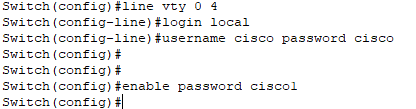 Switch(config)#line vty 0 4
Switch(config-line)#login local
Switch(config-line)#username cisco password cisco
Switch(config)#
Switch(config)#
Switch(config)#enable password cisco1
Switch(config)#